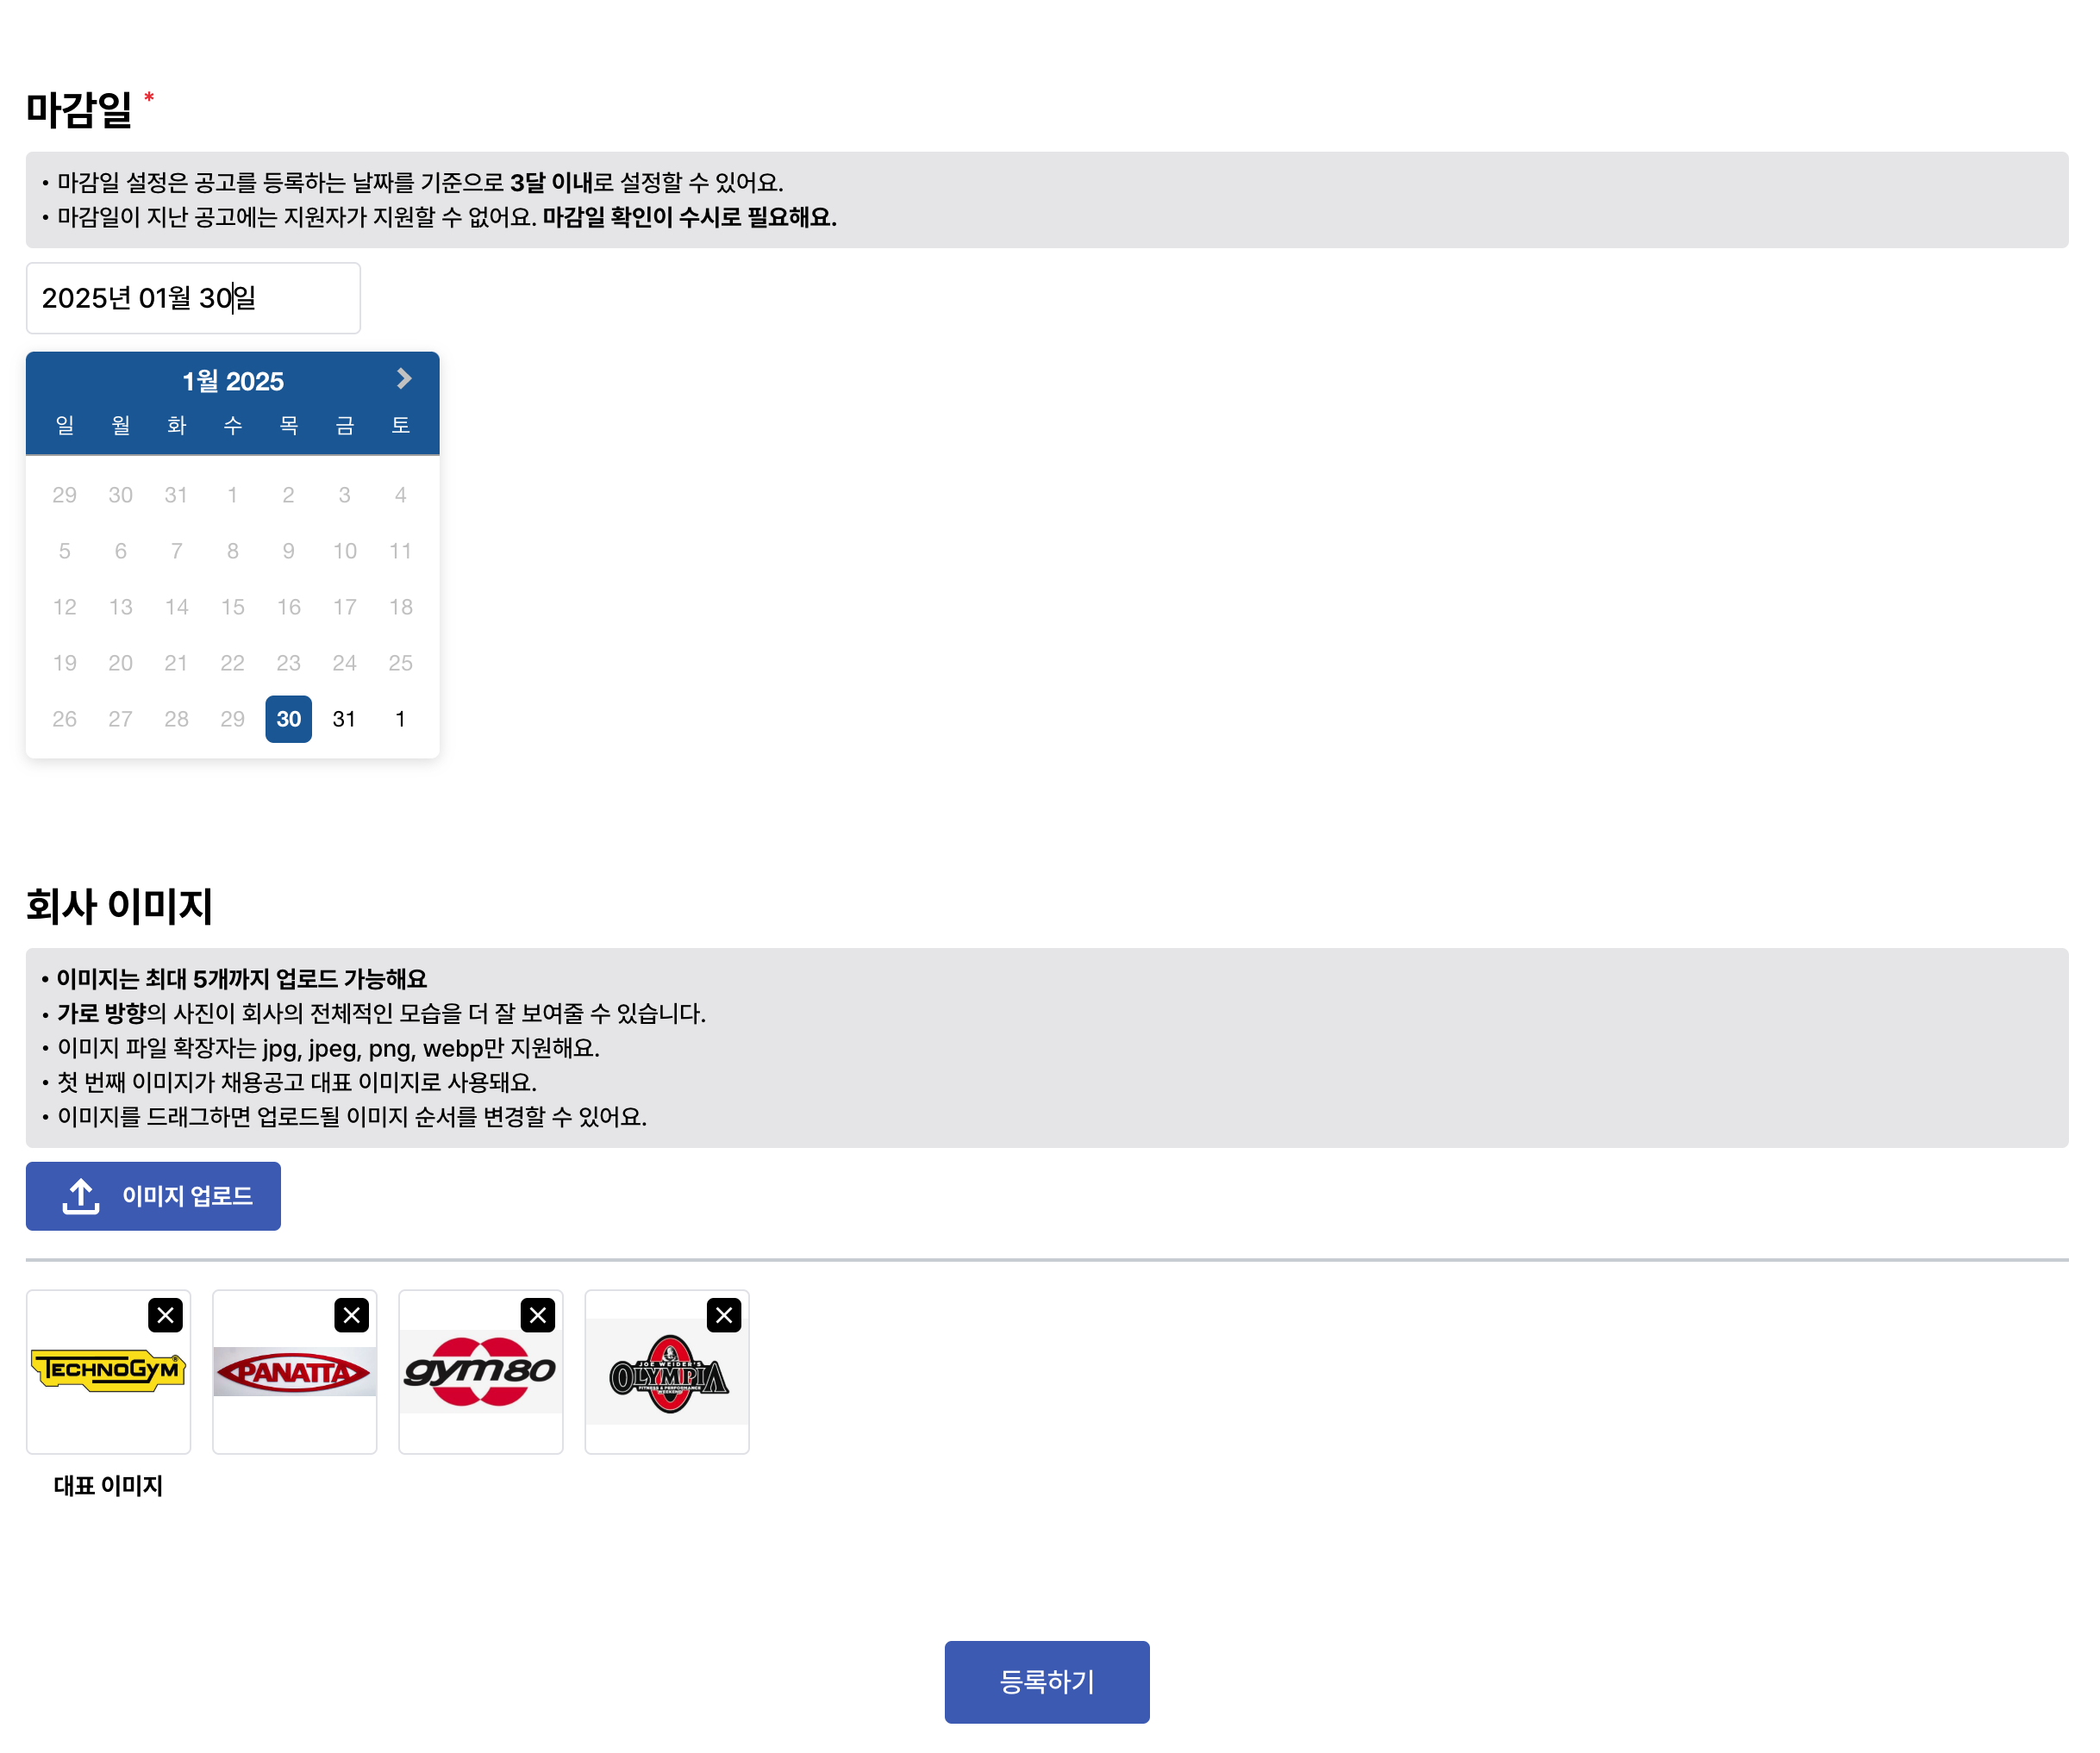 마감일 *
• 마감일 설정은 공고를 등록하는 날짜를 기준으로 3달 이내로 설정할 수 있어요.
• 마감일이 지난 공고에는 지원자가 지원할 수 없어요. 마감일 확인이 수시로 필요해요.
2025년 01월 30일
1월 2025
일 월 화 수 목 금 토
29 30 31 1 2 3 4
5 6 7 8 9 10 11
12 13 14 15 16 17 18
19 20 21 22 23 24 25
26 27 28 29 30 31 1
회사 이미지
• 이미지는 최대 5개까지 업로드 가능해요
• 가로 방향의 사진이 회사의 전체적인 모습을 더 잘 보여줄 수 있습니다.
• 이미지 파일 확장자는 jpg, jpeg, png, webp만 지원해요.
• 첫 번째 이미지가 채용공고 대표 이미지로 사용돼요.
• 이미지를 드래그하면 업로드될 이미지 순서를 변경할 수 있어요.
이미지 업로드
TECHNOGYM ®
PANATTA
gym80
JOE WEIDER'S
OLYMPIA
FITNESS & PERFORMANCE
WEEKEND
대표 이미지
등록하기